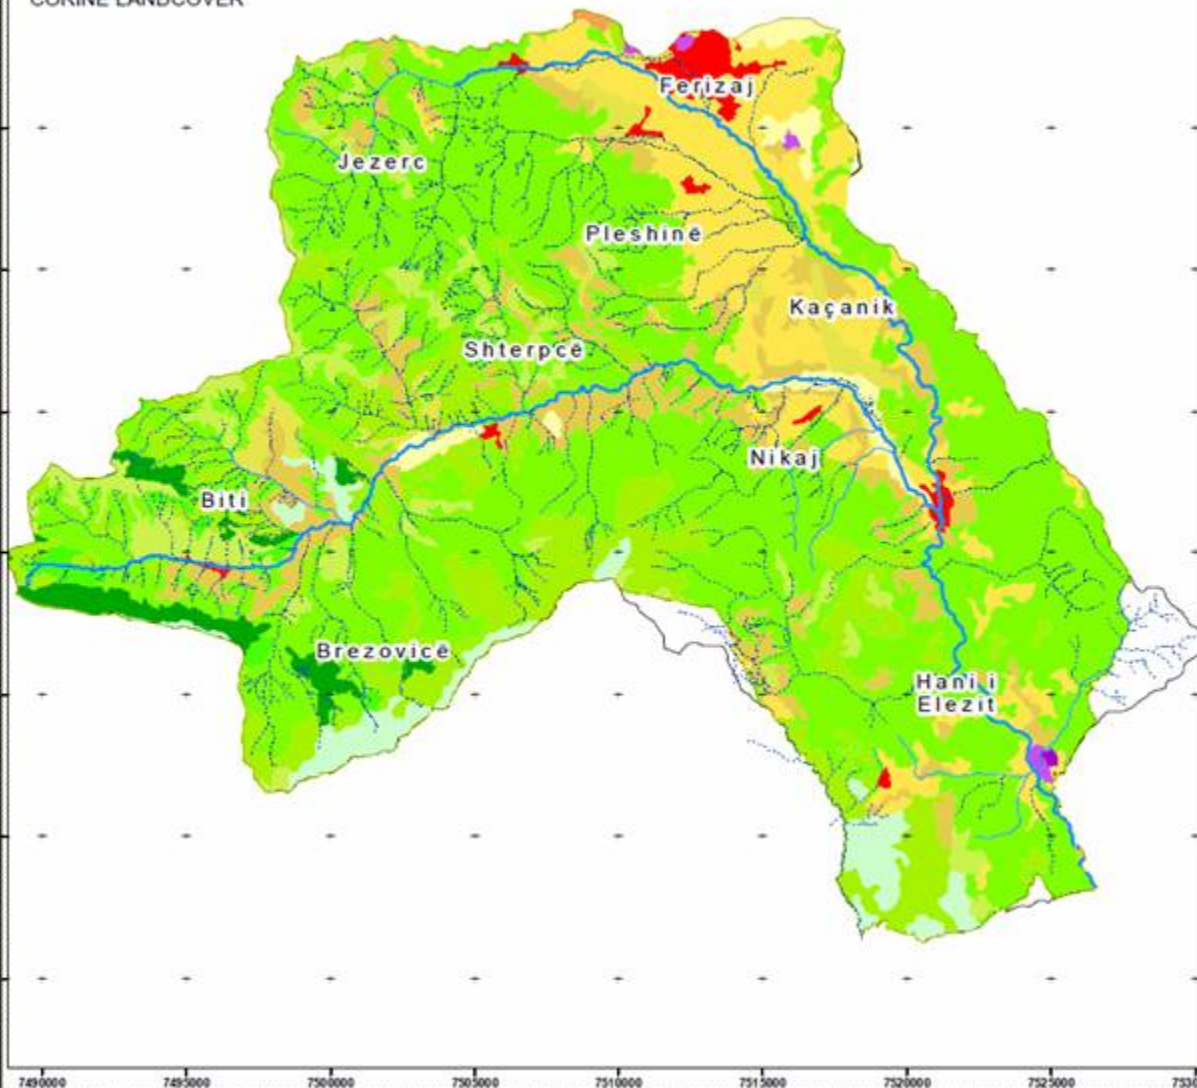 CORINE LANDCOVER
Ferizaj
Jezerc
Pleshinë
Kaçanik
Shterpcë
Nikaj
Biti
Brezovicë
Hani i
Elezit
7490000 7495000 7500000 7505000 7510000 7515000 7520000 7525000